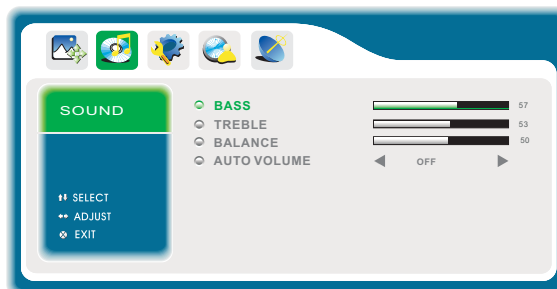 SOUND
BASS 57
TREBLE 53
BALANCE 50
AUTO VOLUME OFF
SELECT
ADJUST
EXIT